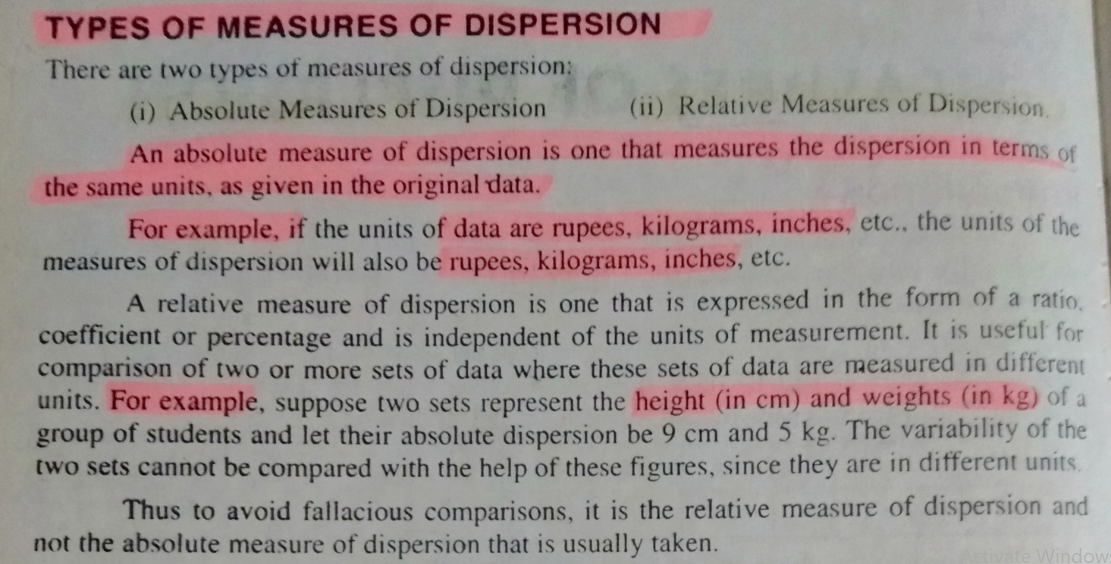 TYPES OF MEASURES OF DISPERSION
There are two types of measures of dispersion:
(i) Absolute Measures of Dispersion (ii) Relative Measures of Dispersion.
An absolute measure of dispersion is one that measures the dispersion in terms of
the same units, as given in the original data.
For example, if the units of data are rupees, kilograms, inches, etc., the units of the
measures of dispersion will also be rupees, kilograms, inches, etc.
A relative measure of dispersion is one that is expressed in the form of a ratio,
coefficient or percentage and is independent of the units of measurement. It is useful for
comparison of two or more sets of data where these sets of data are measured in different
units. For example, suppose two sets represent the height (in cm) and weights (in kg) of a
group of students and let their absolute dispersion be 9 cm and 5 kg. The variability of the
two sets cannot be compared with the help of these figures, since they are in different units.
Thus to avoid fallacious comparisons, it is the relative measure of dispersion and
not the absolute measure of dispersion that is usually taken.
Activate Windows